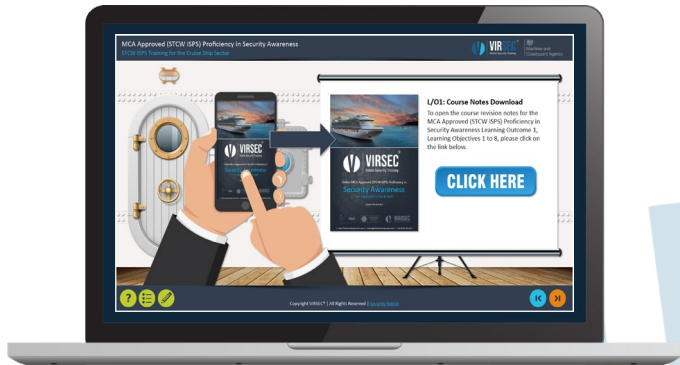 MCA Approved (STCW ISPS) Proficiency in Security Awareness
STCW ISPS Training for the Cruise Ship Sector
VIRSEC
Maritime and
Coastguard Agency
L/O1: Course Notes Download
To open the course revision notes for the
MCA Approved (STCW ISPS) Proficiency in
Security Awareness Learning Outcome 1,
Learning Objectives 1 to 8, please click on
the link below.
CLICK HERE
VIRSEC
Security Awareness
VIRSEC
Security Awareness
VIRSEC
?
Copyright VIRSEC® | All Rights Reserved | Security Notice